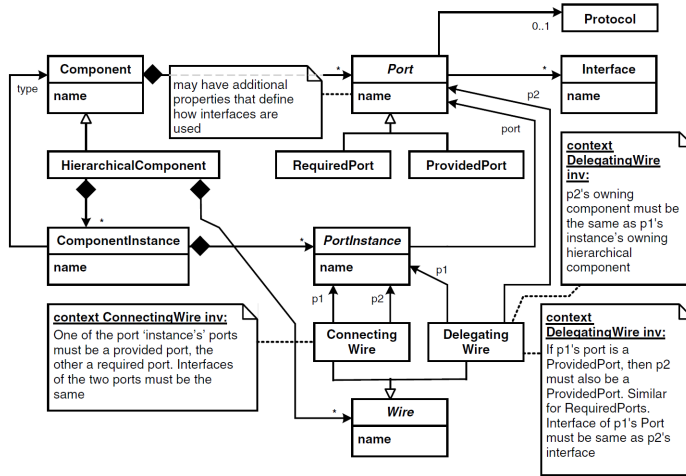 Protocol
0..1
Component
name
type
may have additional
properties that define
how interfaces are
used
*
Port
name
*
Interface
name
p2
port
RequiredPort
ProvidedPort
HierarchicalComponent
*
ComponentInstance
name
*
PortInstance
name
p1
p2
p1
Connecting
Wire
Delegating
Wire
*
Wire
name
context
DelegatingWire
inv:
p2's owning
component must be
the same as p1's
instance's owning
hierarchical
component
context ConnectingWire inv:
One of the port ‘instance’s’ ports
must be a provided port, the
other a required port. Interfaces
of the two ports must be the
same
context
DelegatingWire inv:
If p1's port is a
ProvidedPort, then p2
must also be a
ProvidedPort. Similar
for RequiredPorts.
Interface of p1's Port
must be same as p2's
interface